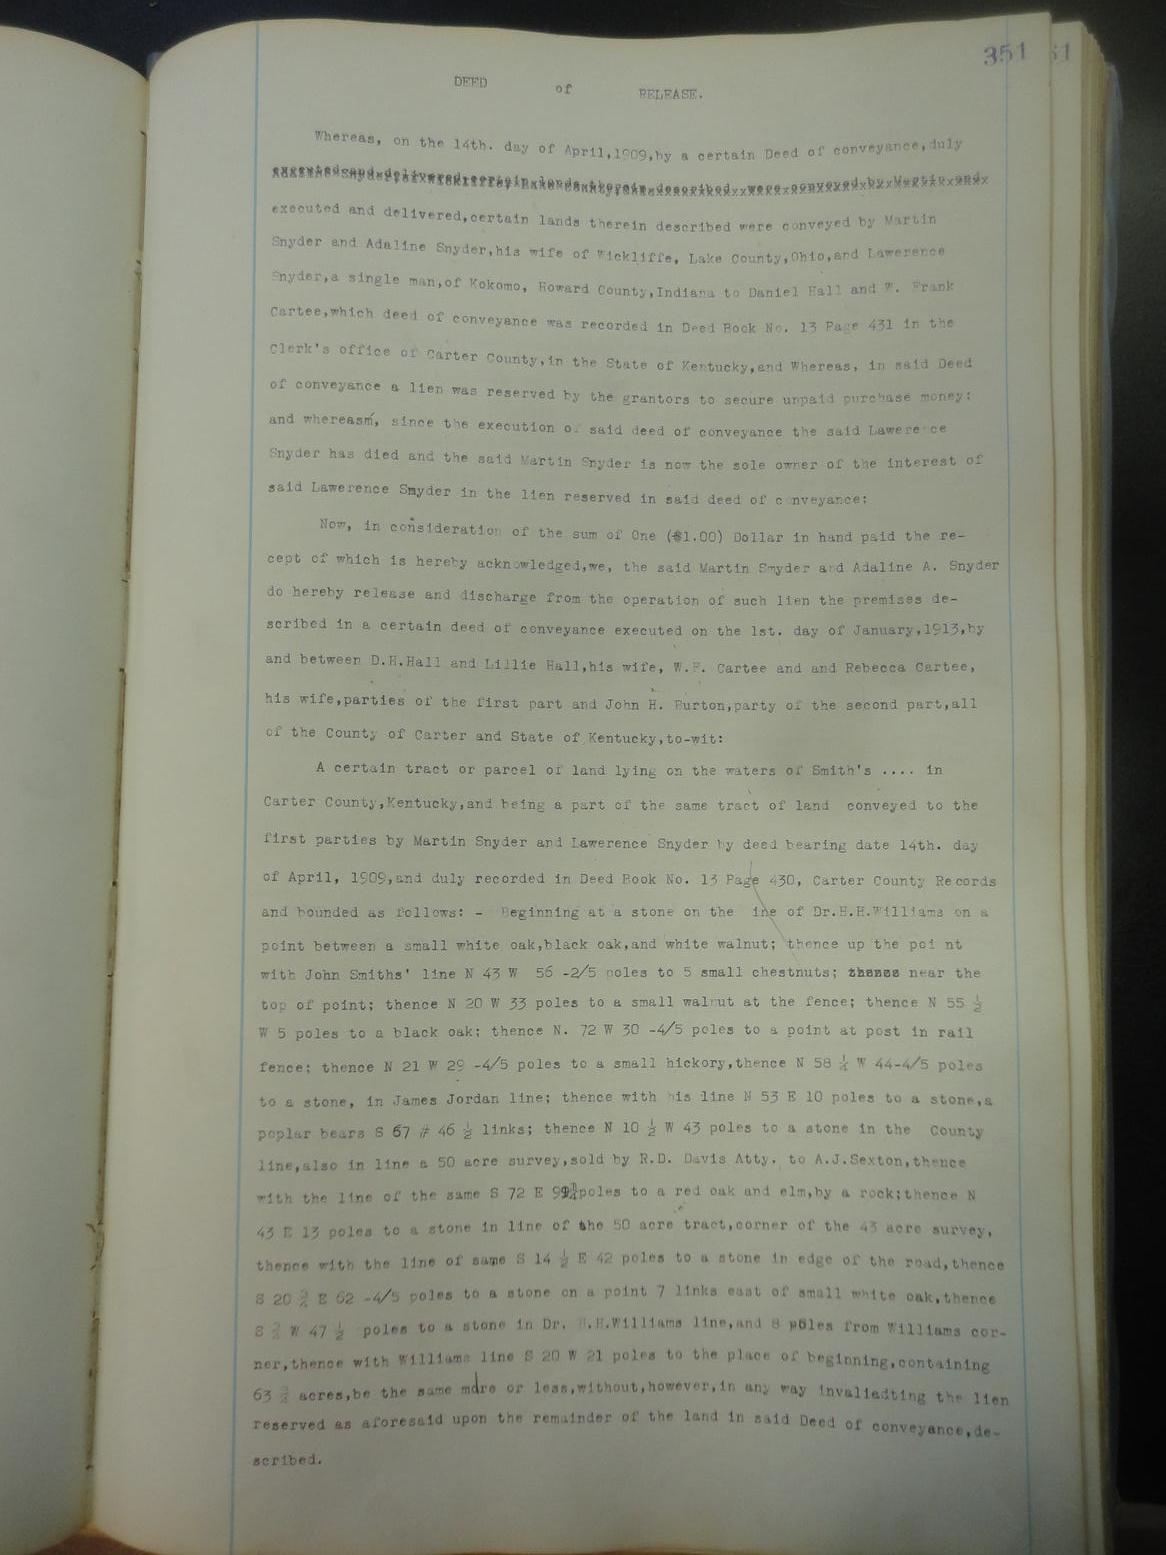 351
51
DEED of RELEASE.
Whereas, on the 14th. day of April,1909,by a certain Deed of conveyance,duly
executed and delivered,certain lands therein described were conveyed by Martin
Snyder and Adaline Snyder,his wife of Wickliffe, Lake County,Ohio,and Lawerence
Snyder,a single man,of Kokomo, Howard County,Indiana to Daniel Hall and W. Frank
Cartee,which deed of conveyance was recorded in Deed Book No. 13 Page 431 in the
Clerk's office of Carter County,in the State of Kentucky,and Whereas, in said Deed
of conveyance a lien was reserved by the grantors to secure unpaid purchase money:
and whereasm, since the execution of said deed of conveyance the said Lawerence
Snyder has died and the said Martin Snyder is now the sole owner of the interest of
said Lawerence Snyder in the lien reserved in said deed of conveyance:
Now, in consideration of the sum of One ($1.00) Dollar in hand paid the re-
cept of which is hereby acknowledged,we, the said Martin Snyder and Adaline A. Snyder
do hereby release and discharge from the operation of such lien the premises de-
scribed in a certain deed of conveyance executed on the 1st. day of January,1913,by
and between D.H.Hall and Lillie Hall,his wife, W.F. Cartee and and Rebecca Cartee,
his wife,parties of the first part and John H. Burton,party of the second part,all
of the County of Carter and State of Kentucky,to-wit:
A certain tract or parcel of land lying on the waters of Smith's .... in
Carter County,Kentucky,and being a part of the same tract of land conveyed to the
first parties by Martin Snyder and Lawerence Snyder by deed bearing date 14th. day
of April, 1909,and duly recorded in Deed Book No. 13 Page 430, Carter County Records
and bounded as follows: - Beginning at a stone on the ine of Dr.H.H.Williams on a
point between a small white oak,black oak,and white walnut; thence up the poi nt
with John Smiths' line N 43 W 56 -2/5 poles to 5 small chestnuts; thence near the
top of point; thence N 20 W 33 poles to a small walnut at the fence; thence N 55 ½
W 5 poles to a black oak; thence N. 72 W 30 -4/5 poles to a point at post in rail
fence; thence N 21 W 29 -4/5 poles to a small hickory,thence N 58 ¼ W 44-4/5 poles
to a stone, in James Jordan line; thence with his line N 53 E 10 poles to a stone,a
poplar bears S 67 # 46 ½ links; thence N 10 ½ W 43 poles to a stone in the County
line,also in line a 50 acre survey,sold by R.D. Davis Atty. to A.J.Sexton,thence
with the line of the same S 72 E poles to a red oak and elm,by a rock;thence N
43 E 13 poles to a stone in line of the 50 acre tract,corner of the 43 acre survey,
thence with the line of same S 14 ½ E 42 poles to a stone in edge of the road,thence
S 20 E 62 -4/5 poles to a stone on a point 7 links east of small white oak,thence
S W 47 ½ poles to a stone in Dr. H.H.Williams line,and 8 poles from Williams cor-
ner,thence with Williams line S 20 W 21 poles to the place of beginning,containing
63 acres,be the same more or less,without,however,in any way invaliadting the lien
reserved as aforesaid upon the remainder of the land in said Deed of conveyance,de-
scribed.